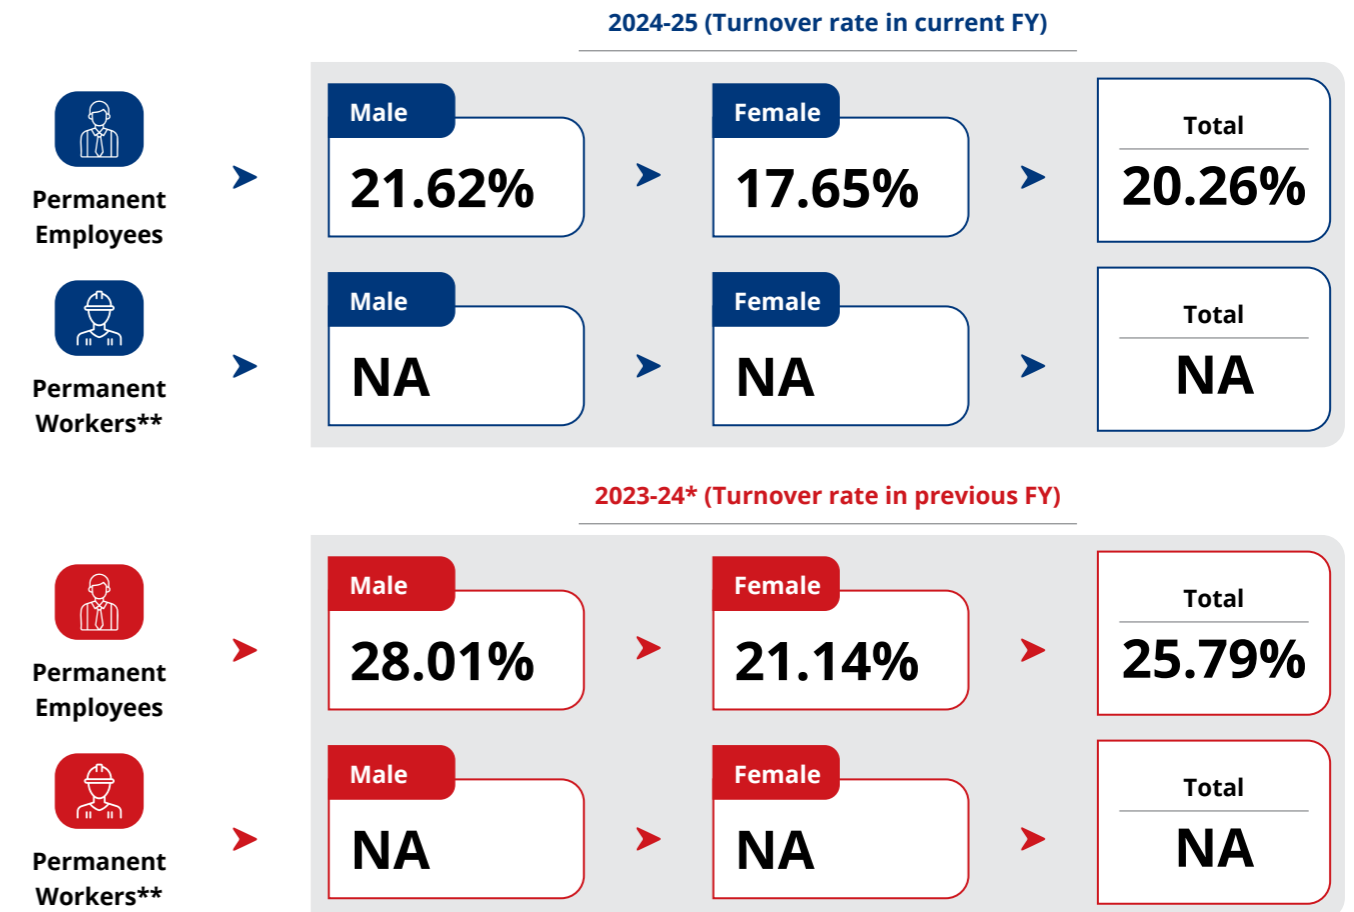 2024-25 (Turnover rate in current FY)
Permanent
Employees
Male
21.62%
Female
17.65%
Total
20.26%
Permanent
Workers**
Male
NA
Female
NA
Total
NA
2023-24* (Turnover rate in previous FY)
Permanent
Employees
Male
28.01%
Female
21.14%
Total
25.79%
Permanent
Workers**
Male
NA
Female
NA
Total
NA